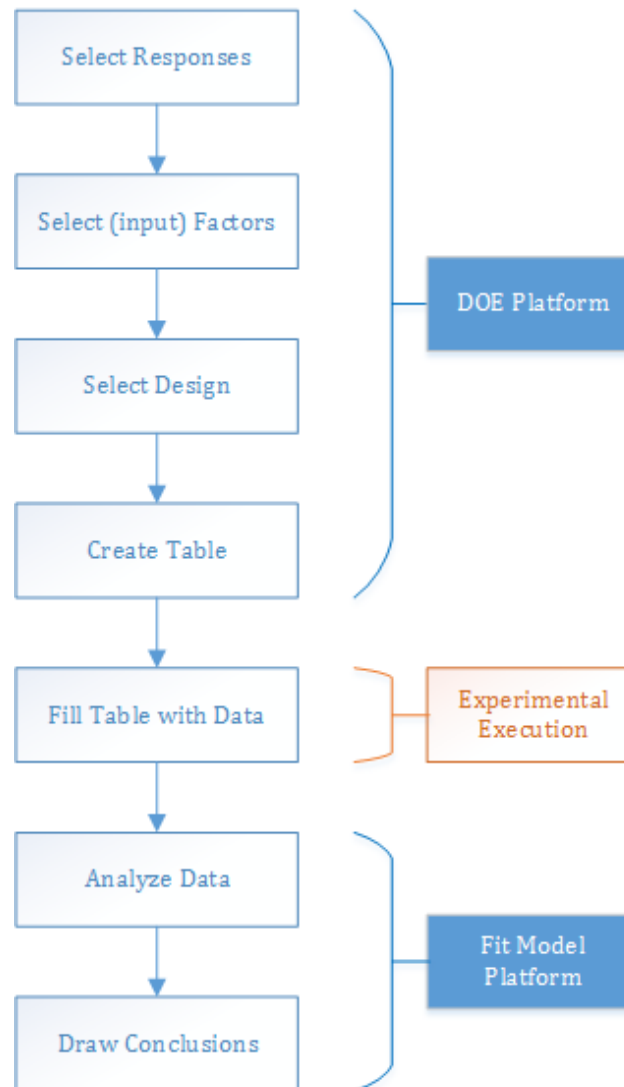 Select Responses
Select (input) Factors
Select Design
Create Table
Fill Table with Data
Analyze Data
Draw Conclusions
DOE Platform
Experimental
Execution
Fit Model
Platform